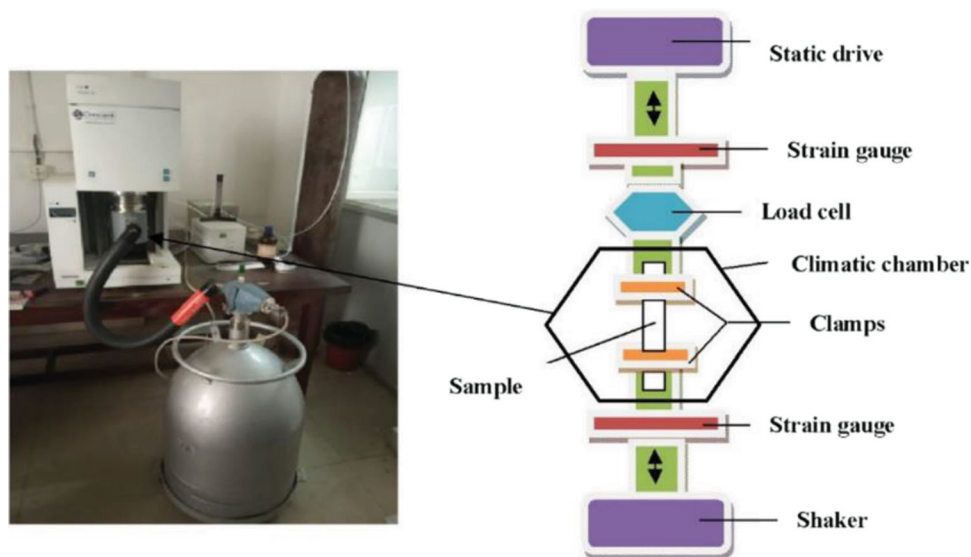 Static drive
Strain gauge
Load cell
Climatic chamber
Clamps
Sample
Strain gauge
Shaker